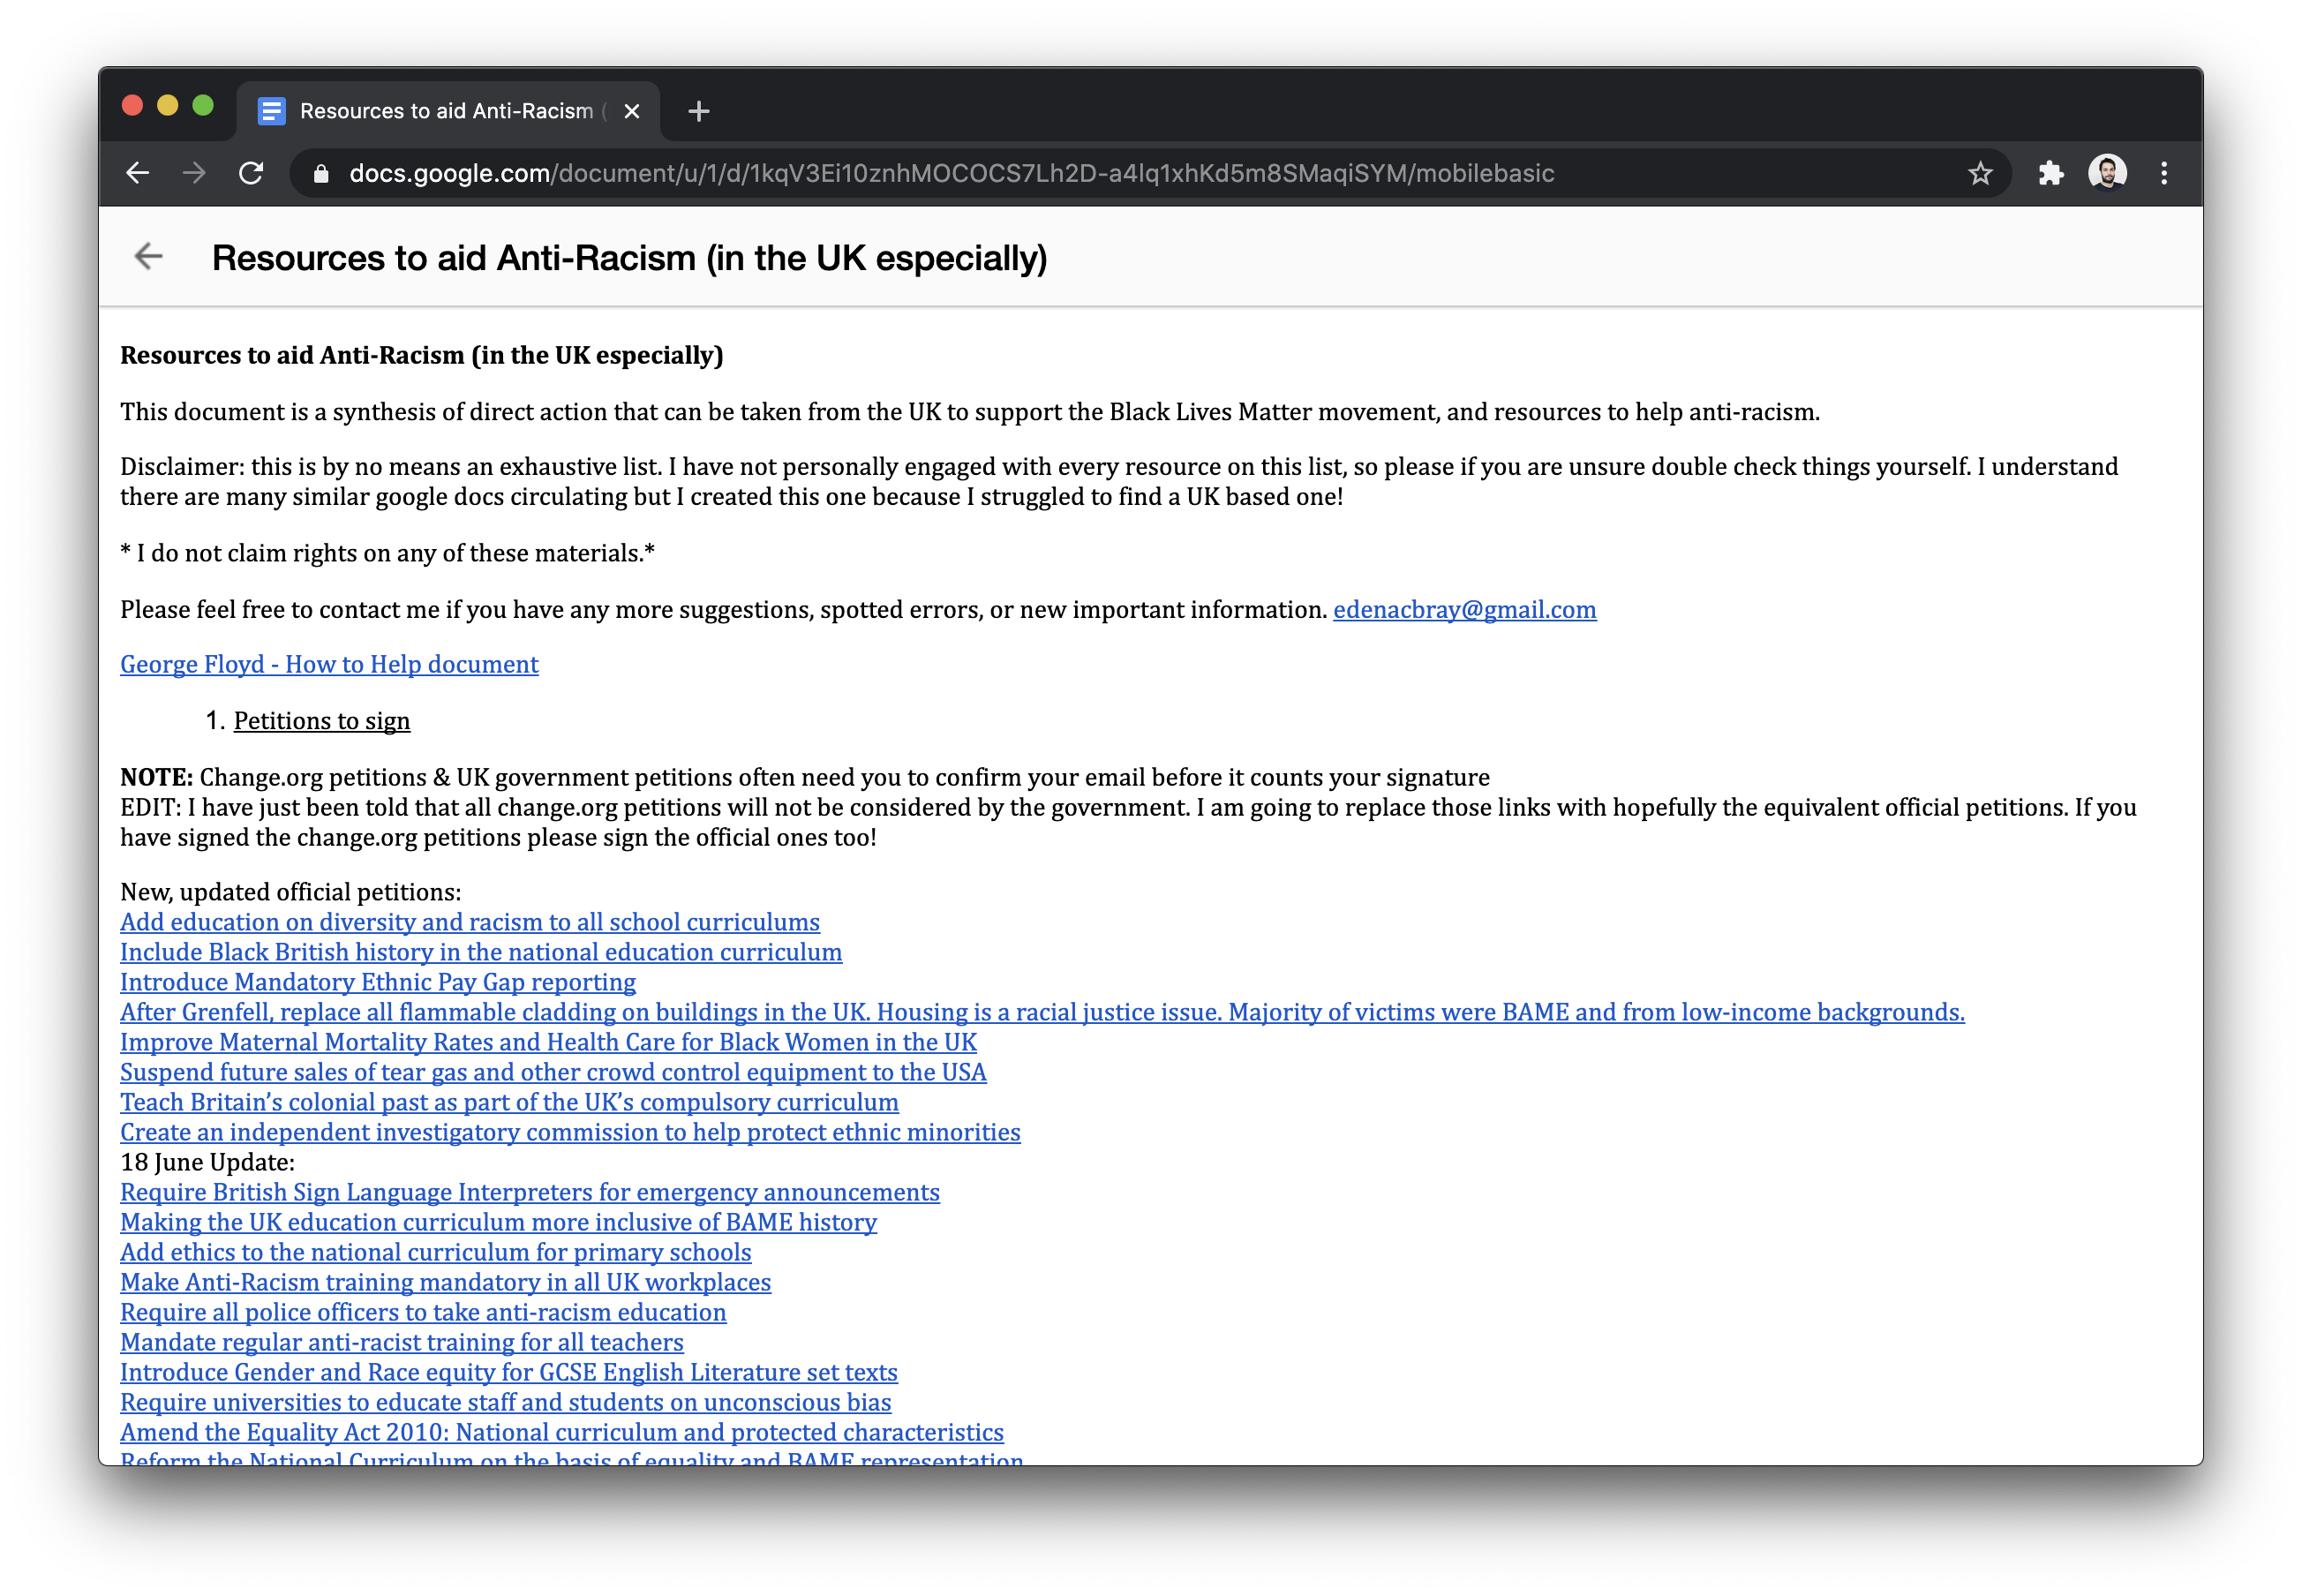 Resources to aid Anti-Racism (
docs.google.com/document/u/1/d/1kqV3Ei10znhMOCOCS7Lh2D-a4lq1xhKd5m8SMaqiSYM/mobilebasic
Resources to aid Anti-Racism (in the UK especially)
Resources to aid Anti-Racism (in the UK especially)
This document is a synthesis of direct action that can be taken from the UK to support the Black Lives Matter movement, and resources to help anti-racism.
Disclaimer: this is by no means an exhaustive list. I have not personally engaged with every resource on this list, so please if you are unsure double check things yourself. I understand
there are many similar google docs circulating but I created this one because I struggled to find a UK based one!
* I do not claim rights on any of these materials.*
Please feel free to contact me if you have any more suggestions, spotted errors, or new important information. edenacbray@gmail.com
George Floyd - How to Help document
1. Petitions to sign
NOTE: Change.org petitions & UK government petitions often need you to confirm your email before it counts your signature
EDIT: I have just been told that all change.org petitions will not be considered by the government. I am going to replace those links with hopefully the equivalent official petitions. If you
have signed the change.org petitions please sign the official ones too!
New, updated official petitions:
Add education on diversity and racism to all school curriculums
Include Black British history in the national education curriculum
Introduce Mandatory Ethnic Pay Gap reporting
After Grenfell, replace all flammable cladding on buildings in the UK. Housing is a racial justice issue. Majority of victims were BAME and from low-income backgrounds.
Improve Maternal Mortality Rates and Health Care for Black Women in the UK
Suspend future sales of tear gas and other crowd control equipment to the USA
Teach Britain’s colonial past as part of the UK’s compulsory curriculum
Create an independent investigatory commission to help protect ethnic minorities
18 June Update:
Require British Sign Language Interpreters for emergency announcements
Making the UK education curriculum more inclusive of BAME history
Add ethics to the national curriculum for primary schools
Make Anti-Racism training mandatory in all UK workplaces
Require all police officers to take anti-racism education
Mandate regular anti-racist training for all teachers
Introduce Gender and Race equity for GCSE English Literature set texts
Require universities to educate staff and students on unconscious bias
Amend the Equality Act 2010: National curriculum and protected characteristics
Reform the National Curriculum on the basis of equality and BAME representation